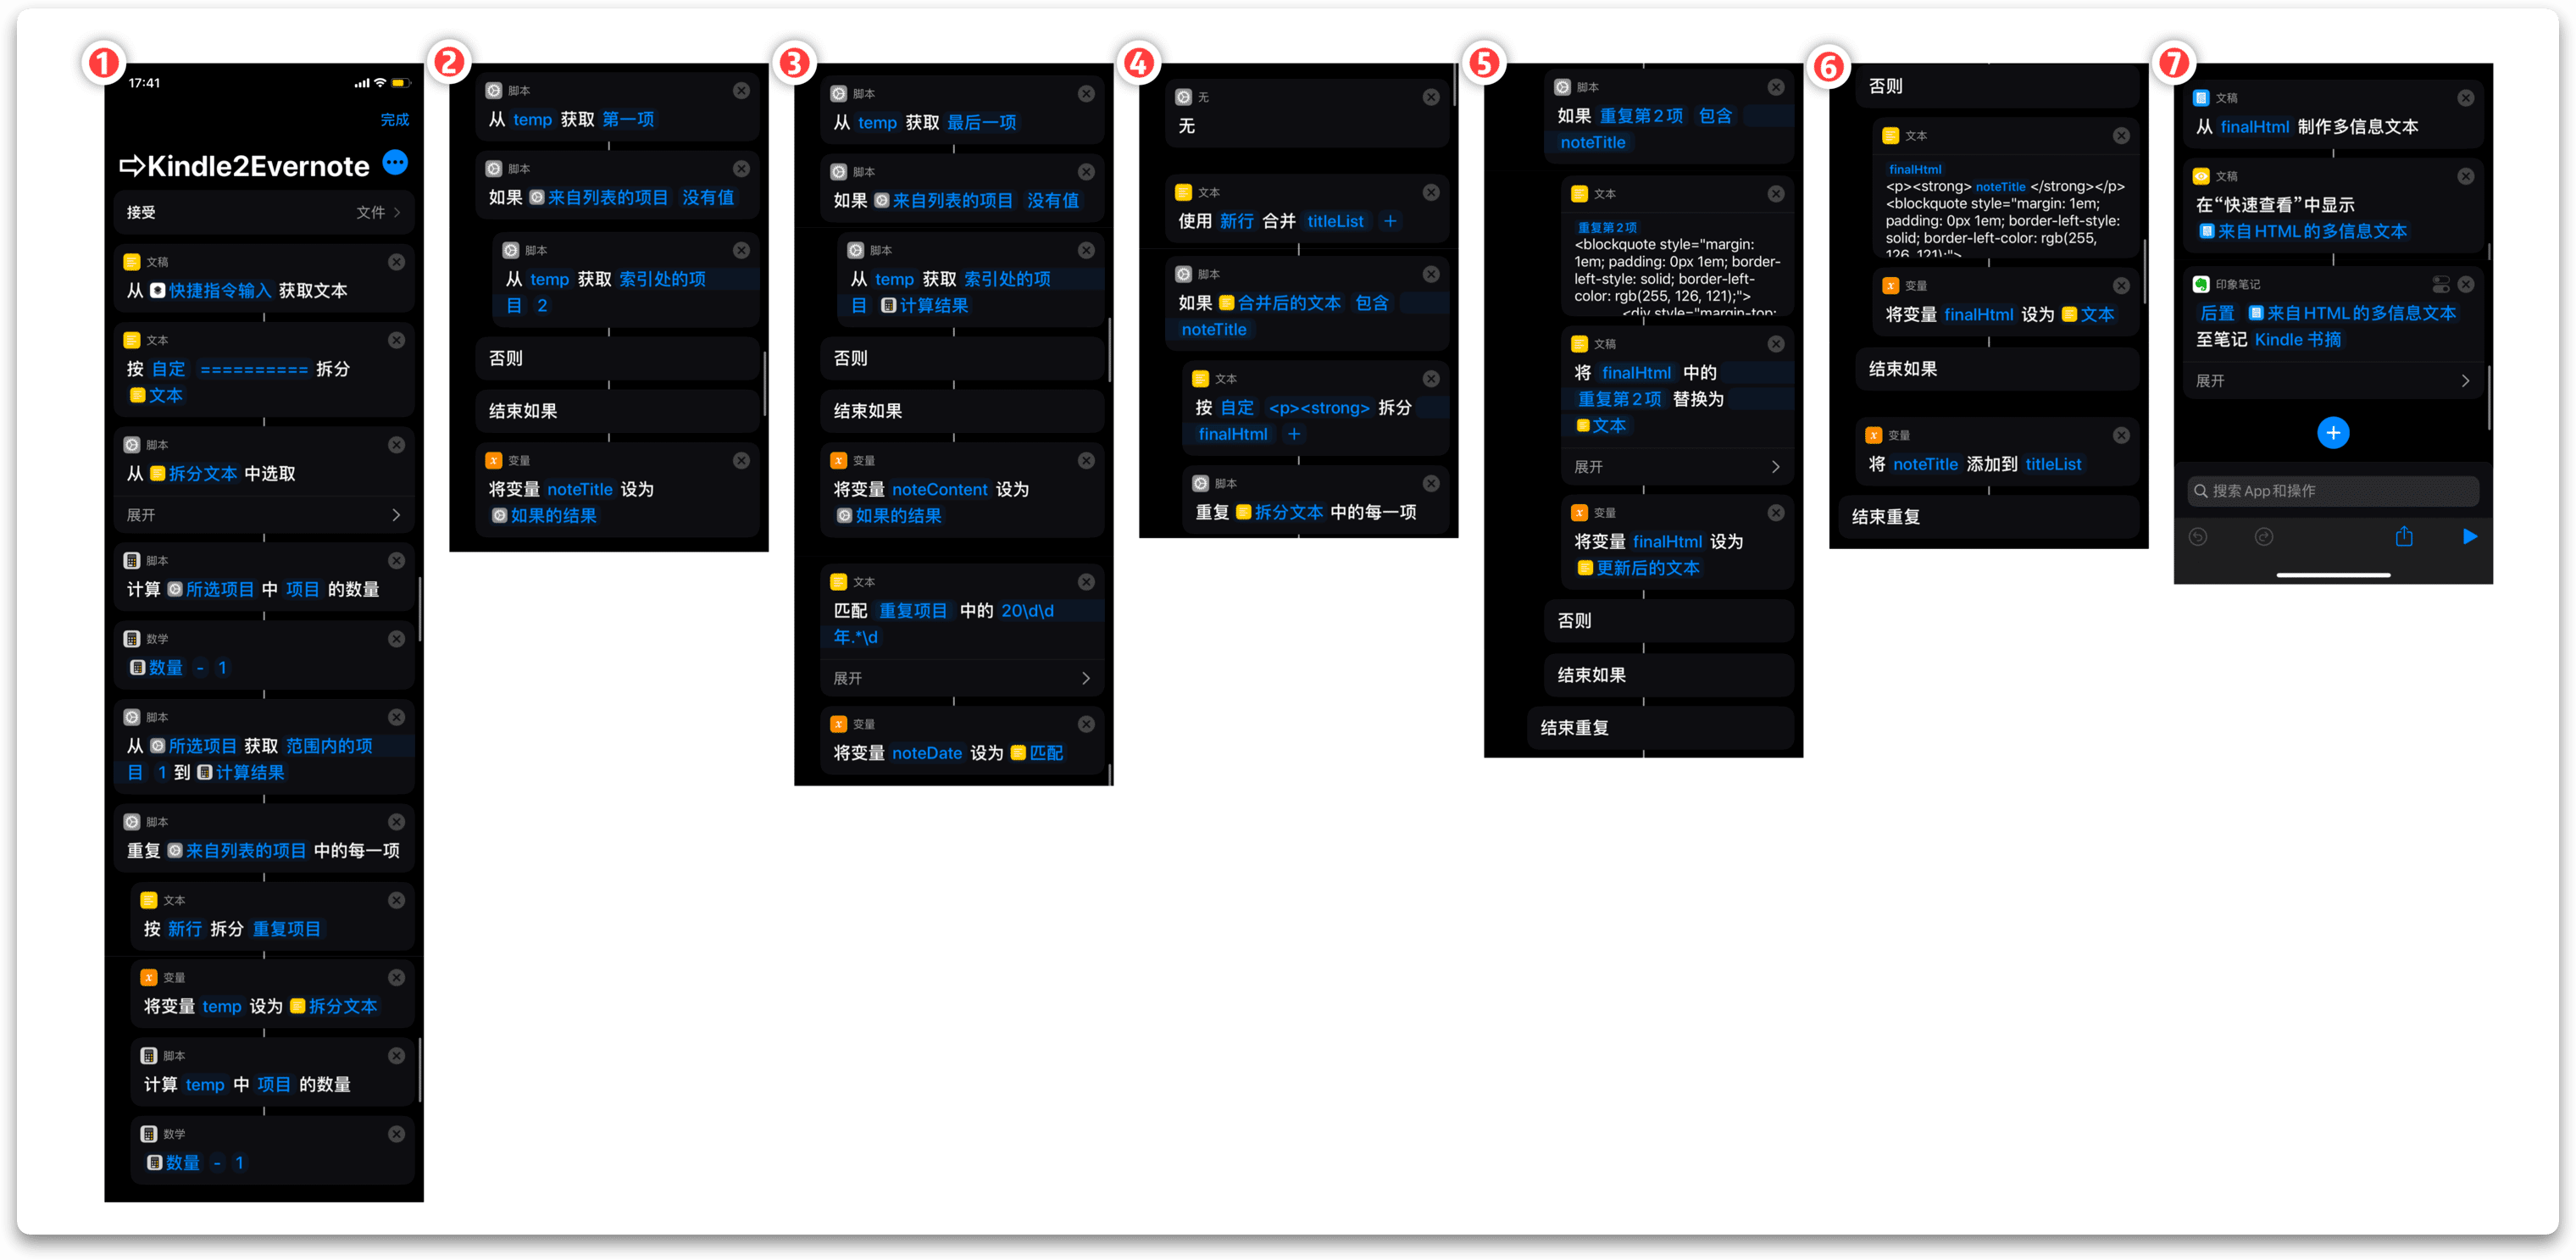 1
17:41
完成
⇨Kindle2Evernote
接受 文件
文稿
从 快捷指令输入 获取文本
文本
按 自定 ========== 拆分
文本
脚本
从 拆分文本 中选取
展开
脚本
计算 所选项目 中 项目 的数量
数学
数量 - 1
脚本
从 所选项目 获取 范围内的项
目 1 到 计算结果
脚本
重复 来自列表的项目 中的每一项
文本
按 新行 拆分 重复项目
变量
将变量 temp 设为 拆分文本
脚本
计算 temp 中 项目 的数量
数学
数量 - 1
2
脚本
从 temp 获取 第一项
脚本
如果 来自列表的项目 没有值
脚本
从 temp 获取 索引处的项
目 2
否则
结束如果
变量
将变量 noteTitle 设为
如果的结果
3
脚本
从 temp 获取 最后一项
脚本
如果 来自列表的项目 没有值
脚本
从 temp 获取 索引处的项
目 计算结果
否则
结束如果
变量
将变量 noteContent 设为
如果的结果
文本
匹配 重复项目 中的 20\d\d
年.*\d
展开
变量
将变量 noteDate 设为 匹配
4
无
无
文本
使用 新行 合并 titleList +
脚本
如果 合并后的文本 包含
noteTitle
文本
按 自定 <p><strong> 拆分
finalHtml +
脚本
重复 拆分文本 中的每一项
5
脚本
如果 重复第2项 包含
noteTitle
文本
重复第2项
<blockquote style="margin:
1em; padding: 0px 1em; border-
left-style: solid; border-left-
color: rgb(255, 126, 121);">
<div style="margin-top:
文稿
将 finalHtml 中的
重复第2项 替换为
文本
展开
变量
将变量 finalHtml 设为
更新后的文本
否则
结束如果
结束重复
6
否则
文本
finalHtml
<p><strong> noteTitle </strong></p>
<blockquote style="margin: 1em;
padding: 0px 1em; border-left-style:
solid; border-left-color: rgb(255,
126, 121);">
变量
将变量 finalHtml 设为 文本
结束如果
变量
将 noteTitle 添加到 titleList
结束重复
7
文稿
从 finalHtml 制作多信息文本
文稿
在“快速查看”中显示
来自HTML的多信息文本
印象笔记
后置 来自HTML的多信息文本
至笔记 Kindle 书摘
展开
搜索 App 和操作